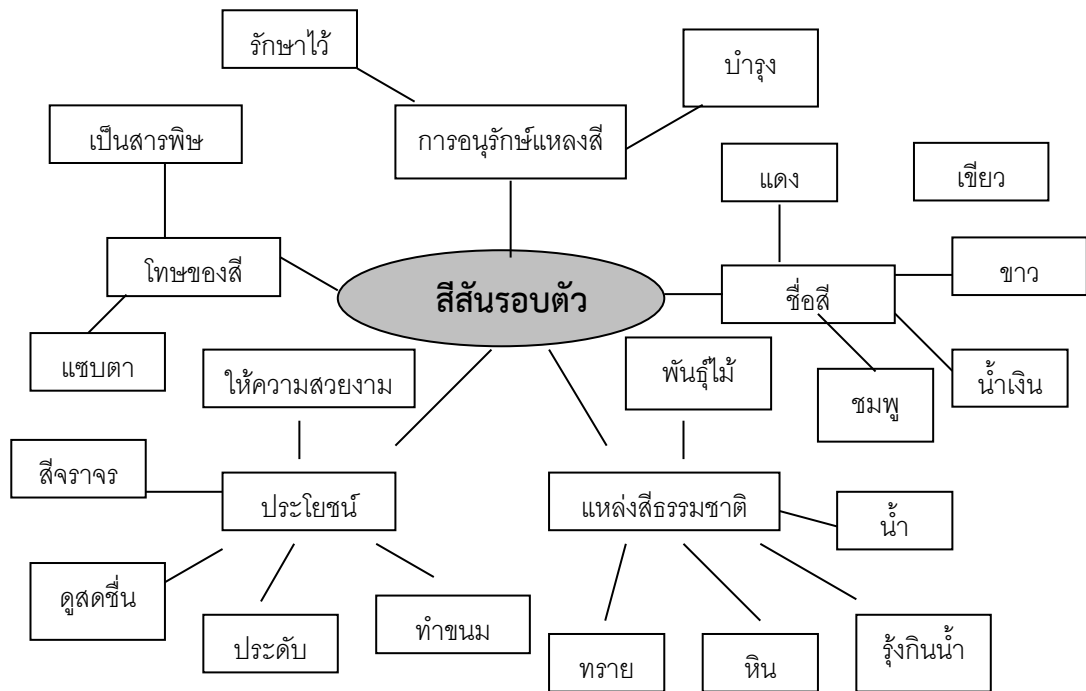 รักษาไว้
บำรุง
เป็นสารพิษ
การอนุรักษ์แหลงสี
แดง
เขียว
โทษของสี
สีสันรอบตัว
ชื่อสี
ขาว
แซบตา
ให้ความสวยงาม
พันธุ์ไม้
ชมพู
น้ำเงิน
สีจราจร
ประโยชน์
แหล่งสีธรรมชาติ
น้ำ
ดูสดชื่น
ประดับ
ทำขนม
ทราย
หิน
รุ้งกินน้ำ